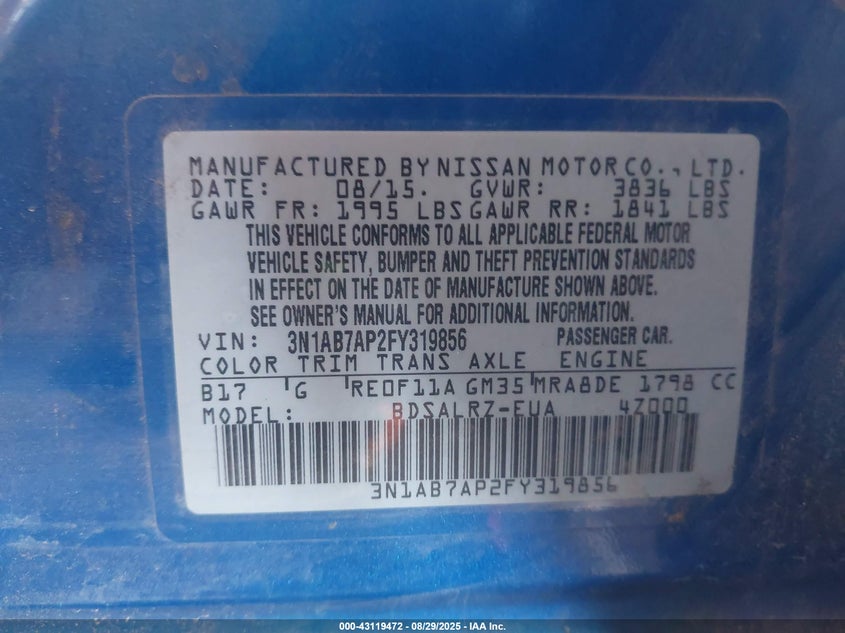 MANUFACTURED BY NISSAN MOTOR CO., LTD.
DATE: 08/15. GVWR: 3836 LBS
GAWR FR: 1995 LBS GAWR RR: 1841 LBS
THIS VEHICLE CONFORMS TO ALL APPLICABLE FEDERAL MOTOR
VEHICLE SAFETY, BUMPER AND THEFT PREVENTION STANDARDS
IN EFFECT ON THE DATE OF MANUFACTURE SHOWN ABOVE.
SEE OWNER'S MANUAL FOR ADDITIONAL INFORMATION.
VIN: 3N1AB7AP2FY319856 PASSENGER CAR.
COLOR TRIM TRANS AXLE ENGINE
B17 G RE0F11A GM35 MRA8DE 1798 CC
MODEL: BDSALRZ-EUA 4Z000
3N1AB7AP2FY319856
000-43119472 - 08/29/2025 - IAA Inc.